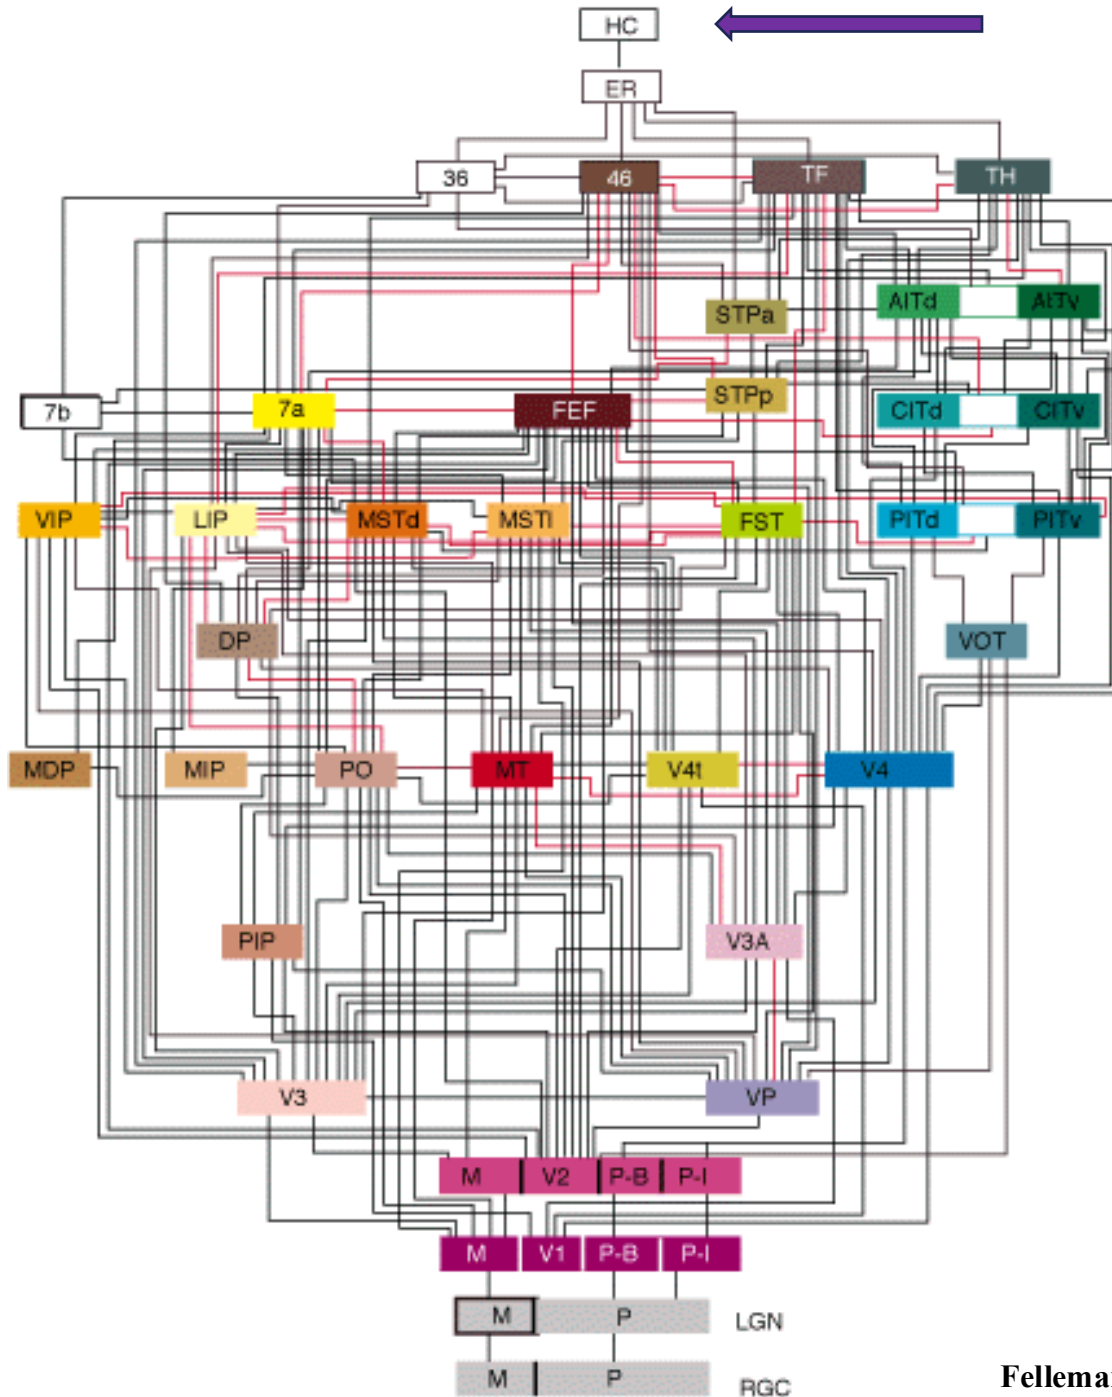 HC
ER
36 46 TF TH
STPa AITd AITv
7b 7a FEF STPp CITd CITv
VIP LIP MSTd MSTl FST PITd PITv
DP VOT
MDP MIP PO MT V4t V4
PIP V3A
V3 VP
M V2 P-B P-I
M V1 P-B P-I
M P LGN
M P RGC
Fellema